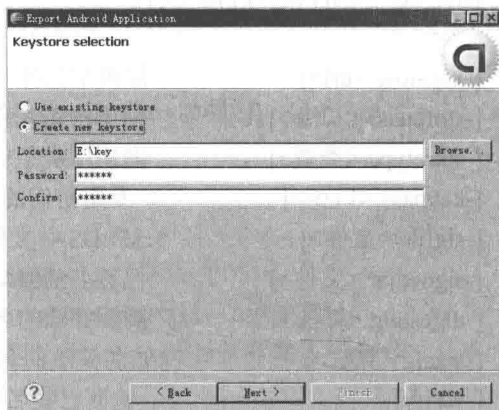 Export Android Application
Keystore selection
Use existing keystore
Create new keystore
Location: E:\key
Browse...
Password: ******
Confirm: ******
?
< Back
Next >
Finish
Cancel